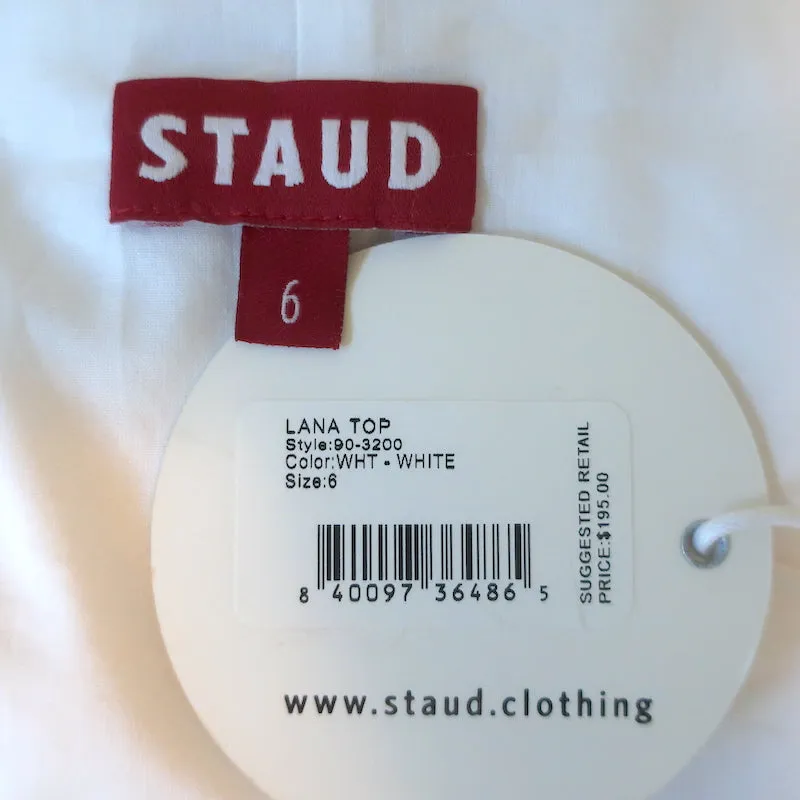 STAUD
6
LANA TOP
Style:90-3200
Color:WHT - WHITE
Size:6
SUGGESTED RETAIL
PRICE:$195.00
8 40097 36486 5
www.staud.clothing